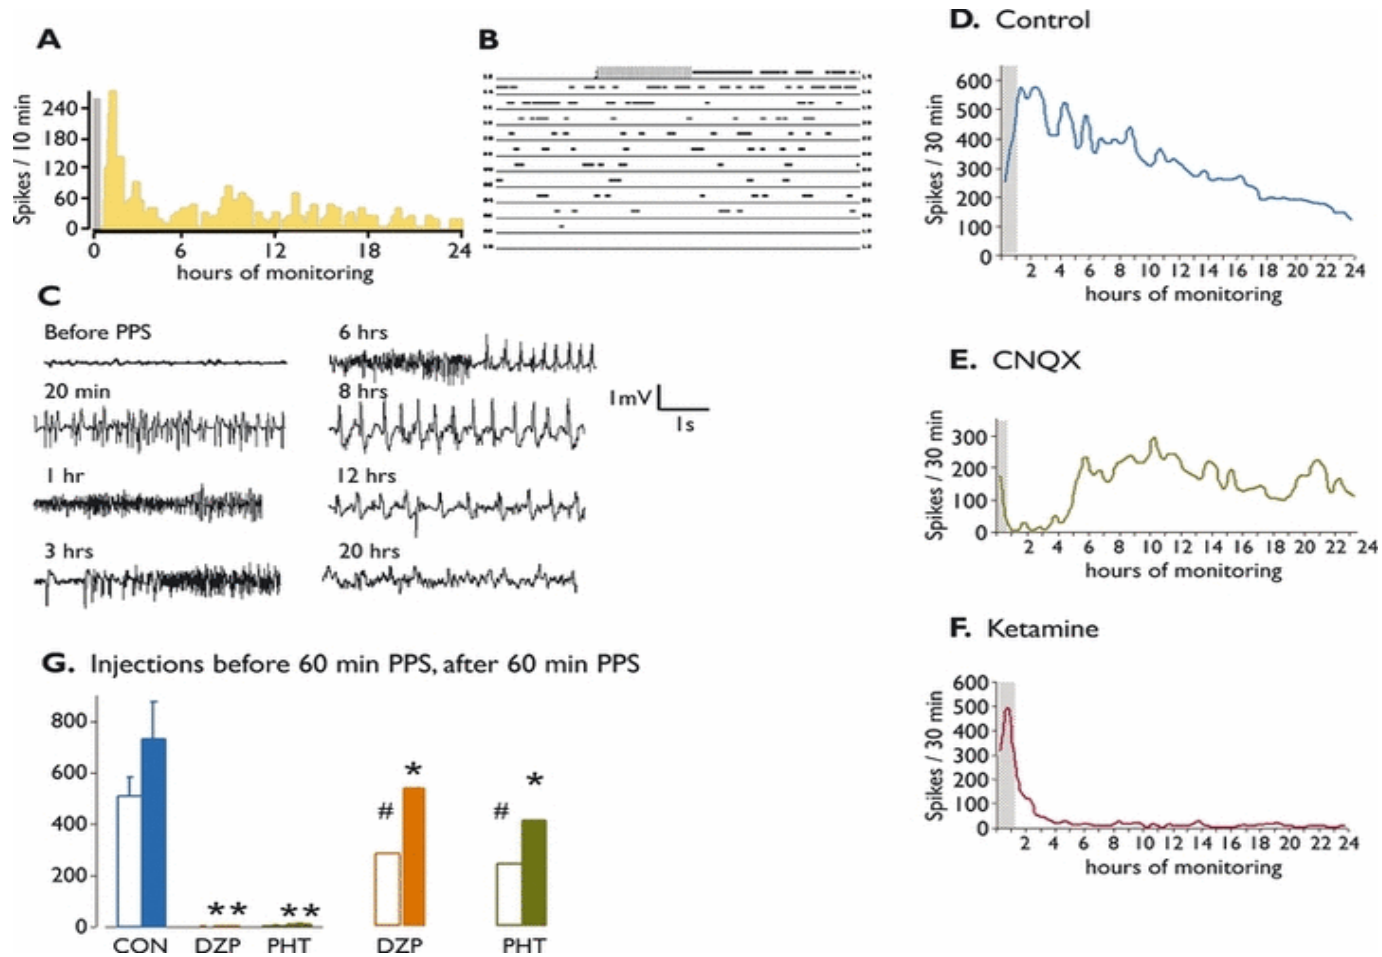 A
Spikes / 10 min
240
180
120
60
0
0 6 12 18 24
hours of monitoring
B
C
Before PPS
20 min
1 hr
3 hrs
6 hrs
8 hrs
12 hrs
20 hrs
1mV
1s
D. Control
Spikes / 30 min
600
500
400
300
200
100
0
2 4 6 8 10 12 13 14 16 18 20 22 24
hours of monitoring
E. CNQX
Spikes / 30 min
300
200
100
0
2 4 6 8 10 12 14 16 18 20 22 24
hours of monitoring
F. Ketamine
Spikes / 30 min
600
500
400
300
200
100
0
2 4 6 8 10 12 14 16 18 20 22 24
hours of monitoring
G. Injections before 60 min PPS, after 60 min PPS
800
600
400
200
0
** ** # * # *
CON DZP PHT DZP PHT